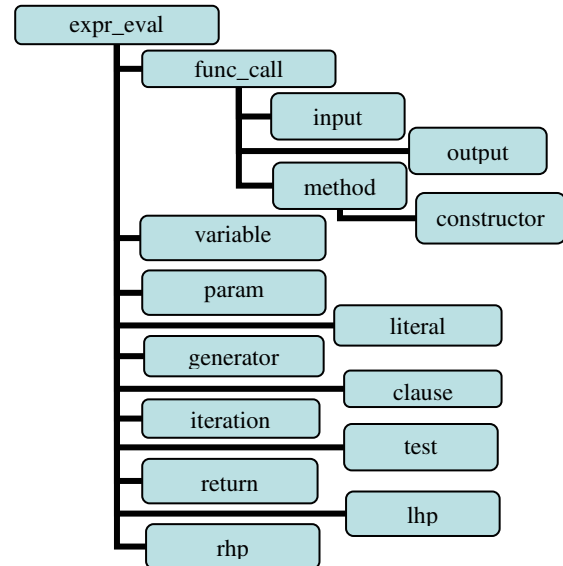 expr_eval
func_call
input
output
method
constructor
variable
param
literal
generator
clause
iteration
test
return
lhp
rhp